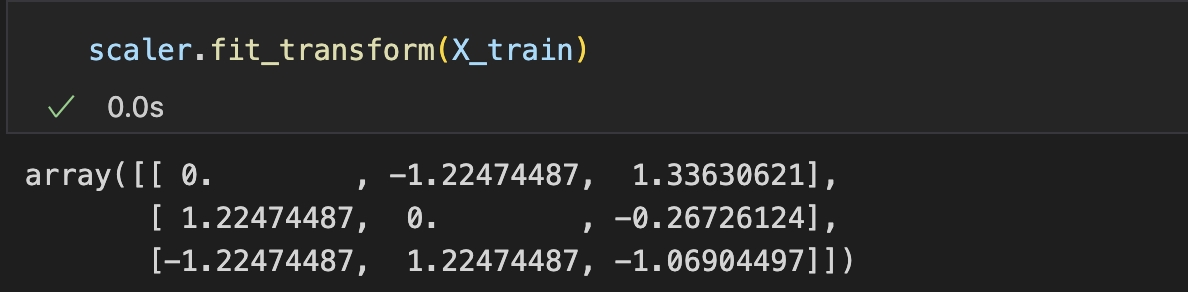 scaler.fit_transform(X_train)
0.0s
array([[ 0.        , -1.22474487,  1.33630621],
       [ 1.22474487,  0.        , -0.26726124],
       [-1.22474487,  1.22474487, -1.06904497]])